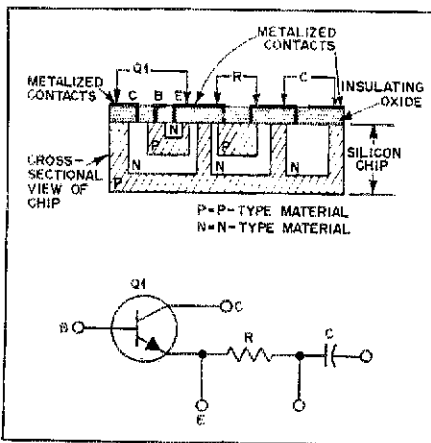 METALIZED
CONTACTS
Q1
R
C
METALIZED
CONTACTS
C B E
INSULATING
OXIDE
N
P
P
CROSS-
SECTIONAL
VIEW OF
CHIP
N
N
N
P
SILICON
CHIP
P=P-TYPE MATERIAL
N=N-TYPE MATERIAL
Q1
B
C
R
C
E